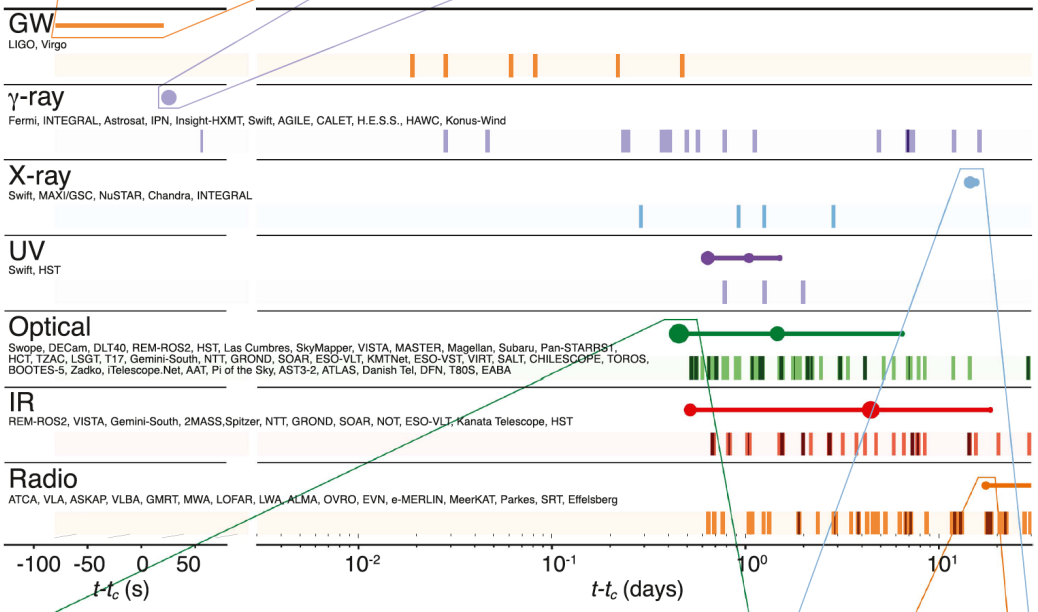 GW
LIGO, Virgo
γ-ray
Fermi, INTEGRAL, Astrosat, IPN, Insight-HXMT, Swift, AGILE, CALET, H.E.S.S., HAWC, Konus-Wind
X-ray
Swift, MAXI/GSC, NuSTAR, Chandra, INTEGRAL
UV
Swift, HST
Optical
Swope, DECam, DLT40, REM-ROS2, HST, Las Cumbres, SkyMapper, VISTA, MASTER, Magellan, Subaru, Pan-STARRS1,
HCT, TZAC, LSGT, T17, Gemini-South, NTT, GROND, SOAR, ESO-VLT, KMTNet, ESO-VST, VIRT, SALT, CHILESCOPE, TOROS,
BOOTES-5, Zadko, iTelescope.Net, AAT, Pi of the Sky, AST3-2, ATLAS, Danish Tel, DFN, T80S, EABA
IR
REM-ROS2, VISTA, Gemini-South, 2MASS,Spitzer, NTT, GROND, SOAR, NOT, ESO-VLT, Kanata Telescope, HST
Radio
ATCA, VLA, ASKAP, VLBA, GMRT, MWA, LOFAR, LWA, ALMA, OVRO, EVN, e-MERLIN, MeerKAT, Parkes, SRT, Effelsberg
-100 -50 0 50 10⁻² 10⁻¹ 10⁰ 10¹
t-t_c (s) t-t_c (days)